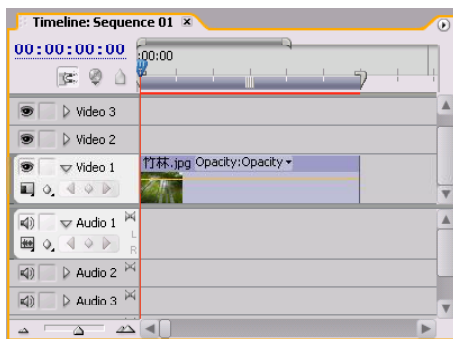 Timeline: Sequence 01
00:00:00:00
:00:00
Video 3
Video 2
Video 1
竹林.jpg Opacity:Opacity
Audio 1
L
R
Audio 2
Audio 3